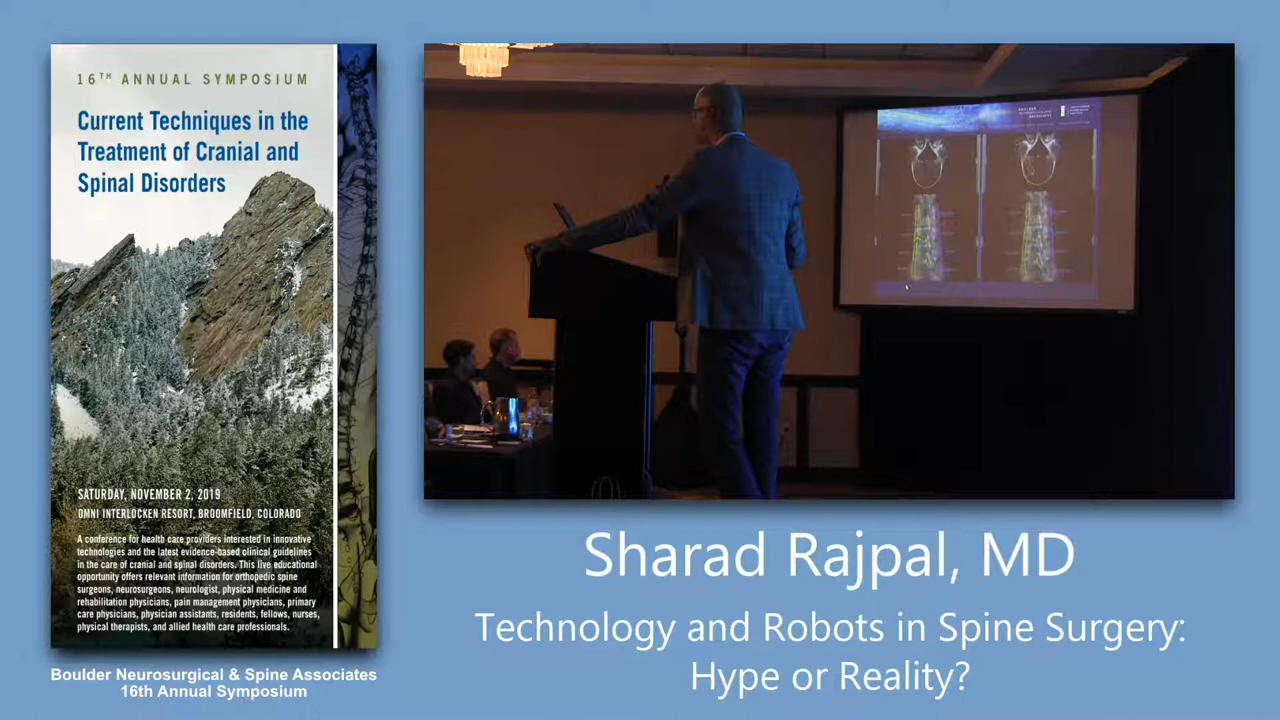 16TH ANNUAL SYMPOSIUM
Current Techniques in the
Treatment of Cranial and
Spinal Disorders
SATURDAY, NOVEMBER 2, 2019
OMNI INTERLOCKEN RESORT, BROOMFIELD, COLORADO
A conference for health care providers interested in innovative
technologies and the latest evidence-based clinical guidelines
in the care of cranial and spinal disorders. This live educational
opportunity offers relevant information for orthopedic spine
surgeons, neurosurgeons, neurologist, physical medicine and
rehabilitation physicians, pain management physicians, primary
care physicians, physician assistants, residents, fellows, nurses,
physical therapists, and allied health care professionals.
Boulder Neurosurgical & Spine Associates
16th Annual Symposium
Sharad Rajpal, MD
Technology and Robots in Spine Surgery:
Hype or Reality?